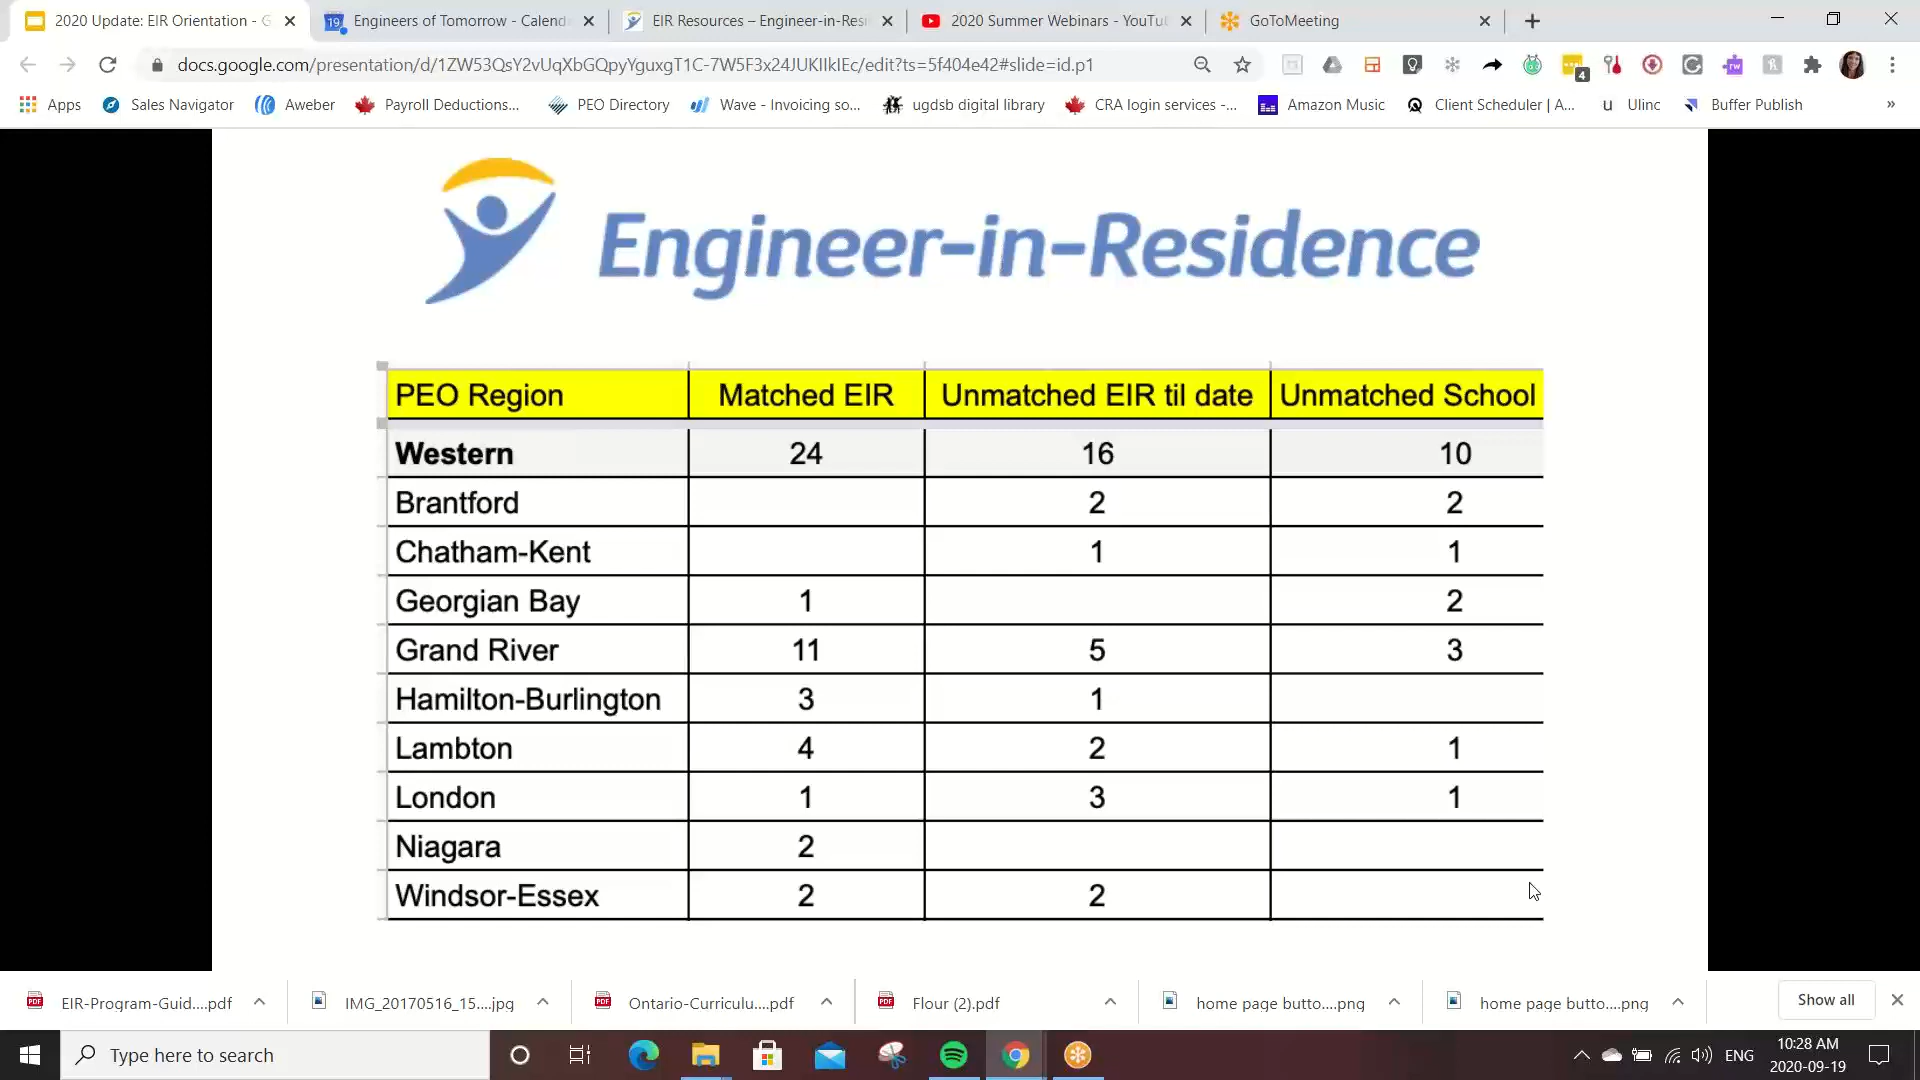 2020 Update: EIR Orientation - G
Engineers of Tomorrow - Calend
EIR Resources – Engineer-in-Resi
2020 Summer Webinars - YouTu
GoToMeeting
docs.google.com/presentation/d/1ZW53QsY2vUqXbGQpyYguxgT1C-7W5F3x24JUKIlklEc/edit?ts=5f404e42#slide=id.p1
4
Apps Sales Navigator Aweber Payroll Deductions... PEO Directory Wave - Invoicing so... ugdsb digital library CRA login services -... Amazon Music Client Scheduler | A... Ulinc Buffer Publish »
Engineer-in-Residence
PEO Region Matched EIR Unmatched EIR til date Unmatched School
Western 24 16 10
Brantford 2 2
Chatham-Kent 1 1
Georgian Bay 1 2
Grand River 11 5 3
Hamilton-Burlington 3 1
Lambton 4 2 1
London 1 3 1
Niagara 2
Windsor-Essex 2 2
EIR-Program-Guid....pdf IMG_20170516_15....jpg Ontario-Curriculu....pdf Flour (2).pdf home page butto....png home page butto....png Show all
Type here to search
ENG
10:28 AM
2020-09-19